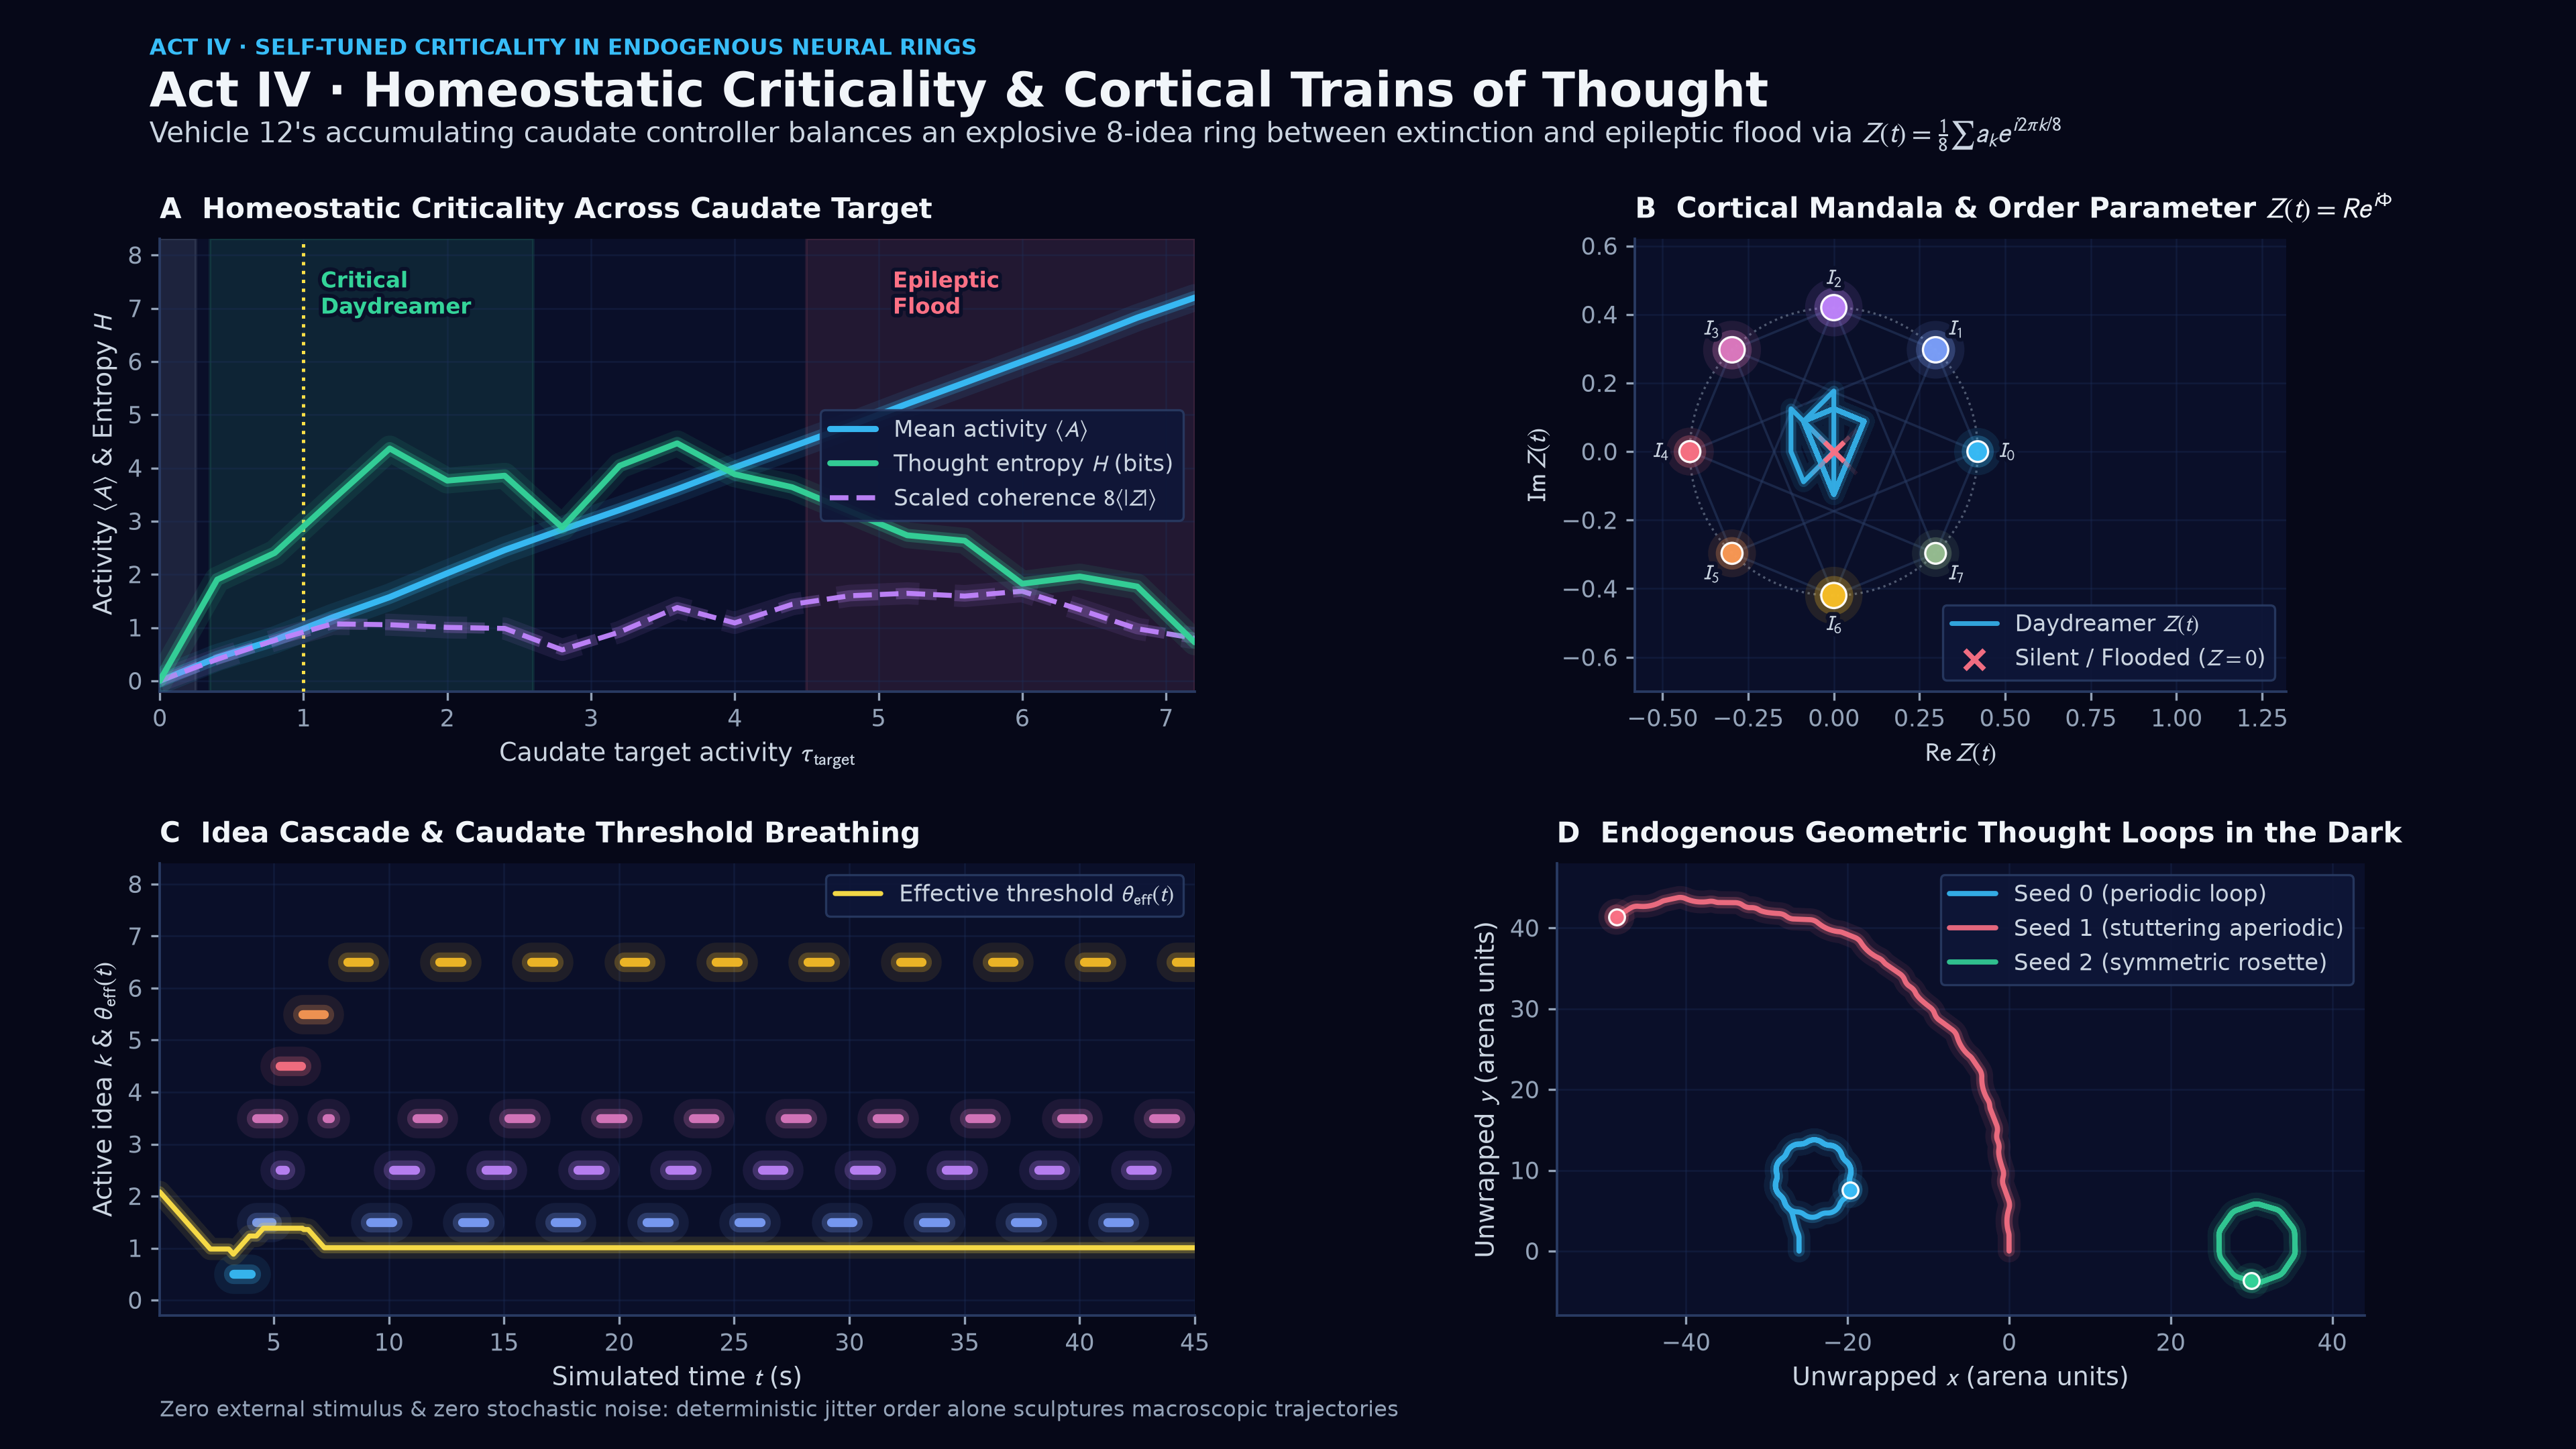 ACT IV · SELF-TUNED CRITICALITY IN ENDOGENOUS NEURAL RINGS
Act IV · Homeostatic Criticality & Cortical Trains of Thought
Vehicle 12's accumulating caudate controller balances an explosive 8-idea ring between extinction and epileptic flood via Z(t) = 1/8 ∑ a_k e^{i2πk/8}
A Homeostatic Criticality Across Caudate Target
Activity ⟨A⟩ & Entropy H
8
7
6
5
4
3
2
1
0
Critical
Daydreamer
Epileptic
Flood
Mean activity ⟨A⟩
Thought entropy H (bits)
Scaled coherence 8⟨|Z|⟩
0 1 2 3 4 5 6 7
Caudate target activity τ_target
B Cortical Mandala & Order Parameter Z(t) = Re^{iΦ}
Im Z(t)
0.6
0.4
0.2
0.0
−0.2
−0.4
−0.6
I_2
I_3
I_1
I_4
I_0
I_5
I_7
I_6
Daydreamer Z(t)
Silent / Flooded (Z = 0)
−0.50 −0.25 0.00 0.25 0.50 0.75 1.00 1.25
Re Z(t)
C Idea Cascade & Caudate Threshold Breathing
Active idea k & θ_eff(t)
8
7
6
5
4
3
2
1
0
Effective threshold θ_eff(t)
5 10 15 20 25 30 35 40 45
Simulated time t (s)
D Endogenous Geometric Thought Loops in the Dark
Unwrapped y (arena units)
40
30
20
10
0
Seed 0 (periodic loop)
Seed 1 (stuttering aperiodic)
Seed 2 (symmetric rosette)
−40 −20 0 20 40
Unwrapped x (arena units)
Zero external stimulus & zero stochastic noise: deterministic jitter order alone sculptures macroscopic trajectories